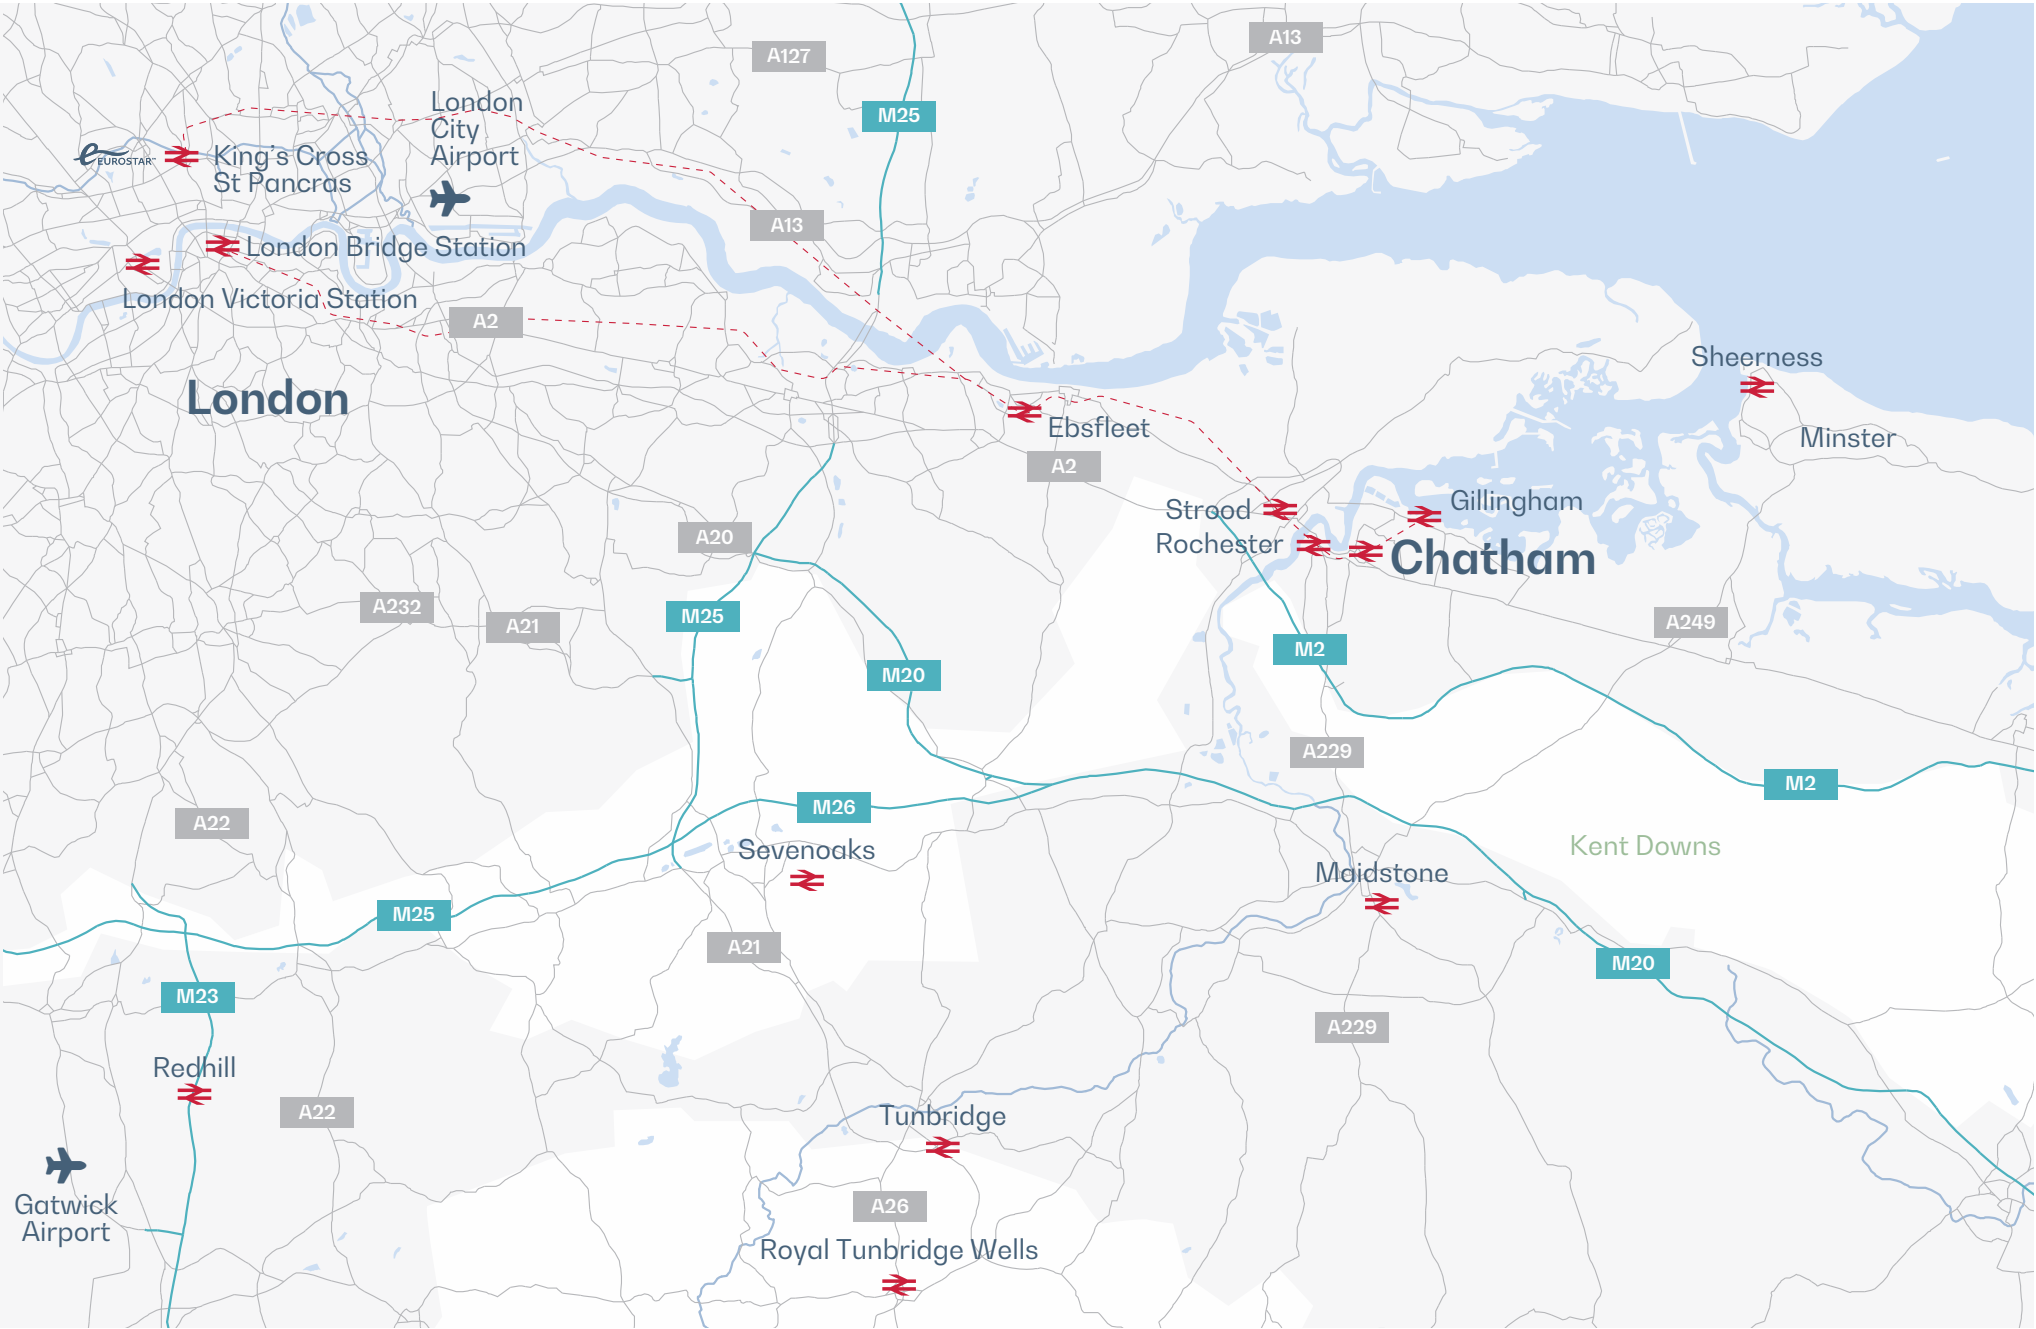 A13
A127
London
City
Airport
M25
EUROSTAR™
King's Cross
St Pancras
A13
London Bridge Station
London Victoria Station
A2
Sheerness
London
Ebsfleet
Minster
A2
Gillingham
Strood
A20
Rochester
Chatham
A232
M25
A21
A249
M2
M20
A229
M2
M26
A22
Kent Downs
Sevenoaks
Maidstone
M25
A21
M20
M23
A229
Redhill
A22
Tunbridge
Gatwick
Airport
A26
Royal Tunbridge Wells